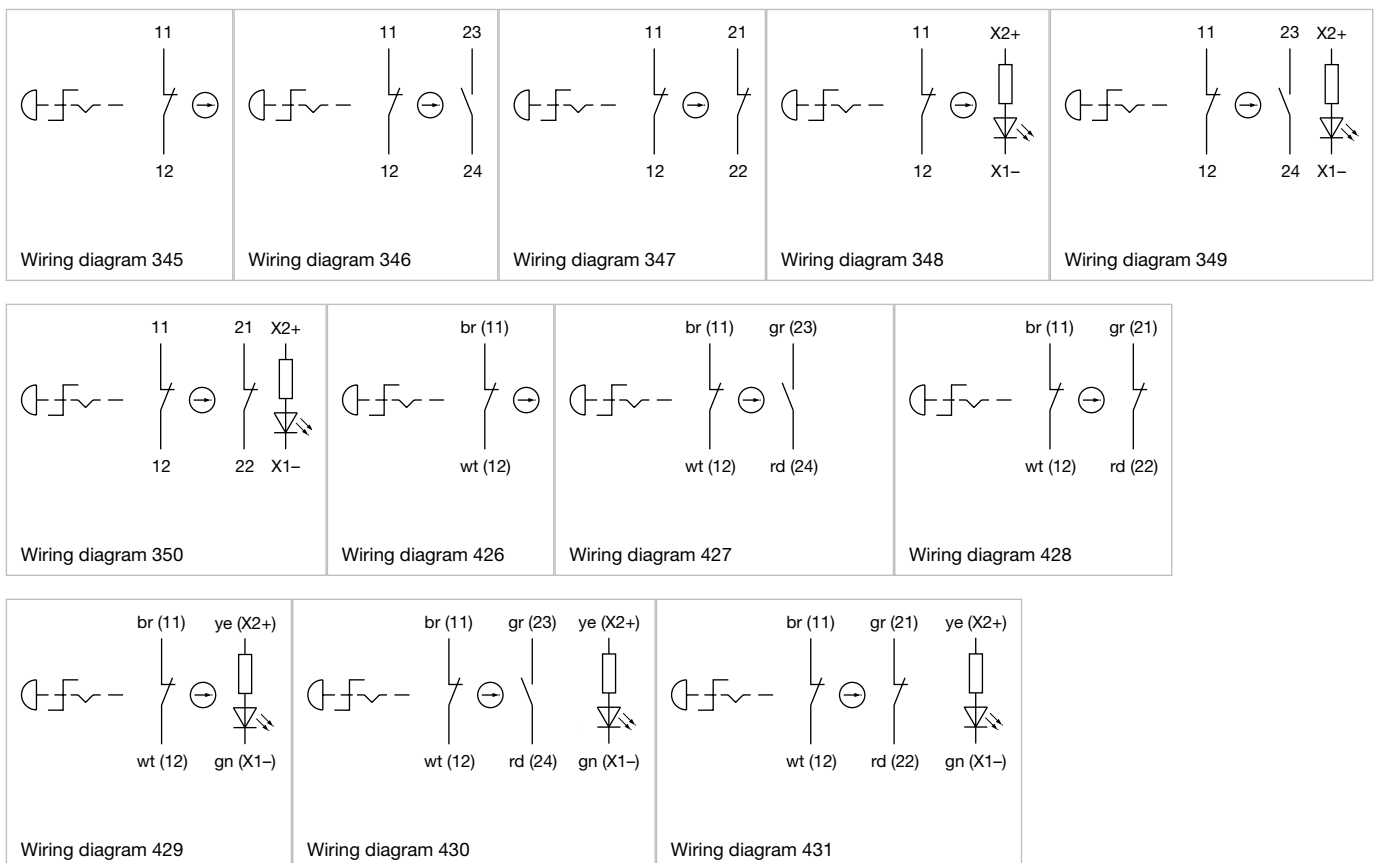 11 11 23 11 21 11 X2+ 11 23 X2+
12 12 24 12 22 12 X1– 12 24 X1–
Wiring diagram 345 Wiring diagram 346 Wiring diagram 347 Wiring diagram 348 Wiring diagram 349
11 21 X2+ br (11) br (11) gr (23) br (11) gr (21)
12 22 X1– wt (12) wt (12) rd (24) wt (12) rd (22)
Wiring diagram 350 Wiring diagram 426 Wiring diagram 427 Wiring diagram 428
br (11) ye (X2+) br (11) gr (23) ye (X2+) br (11) gr (21) ye (X2+)
wt (12) gn (X1–) wt (12) rd (24) gn (X1–) wt (12) rd (22) gn (X1–)
Wiring diagram 429 Wiring diagram 430 Wiring diagram 431